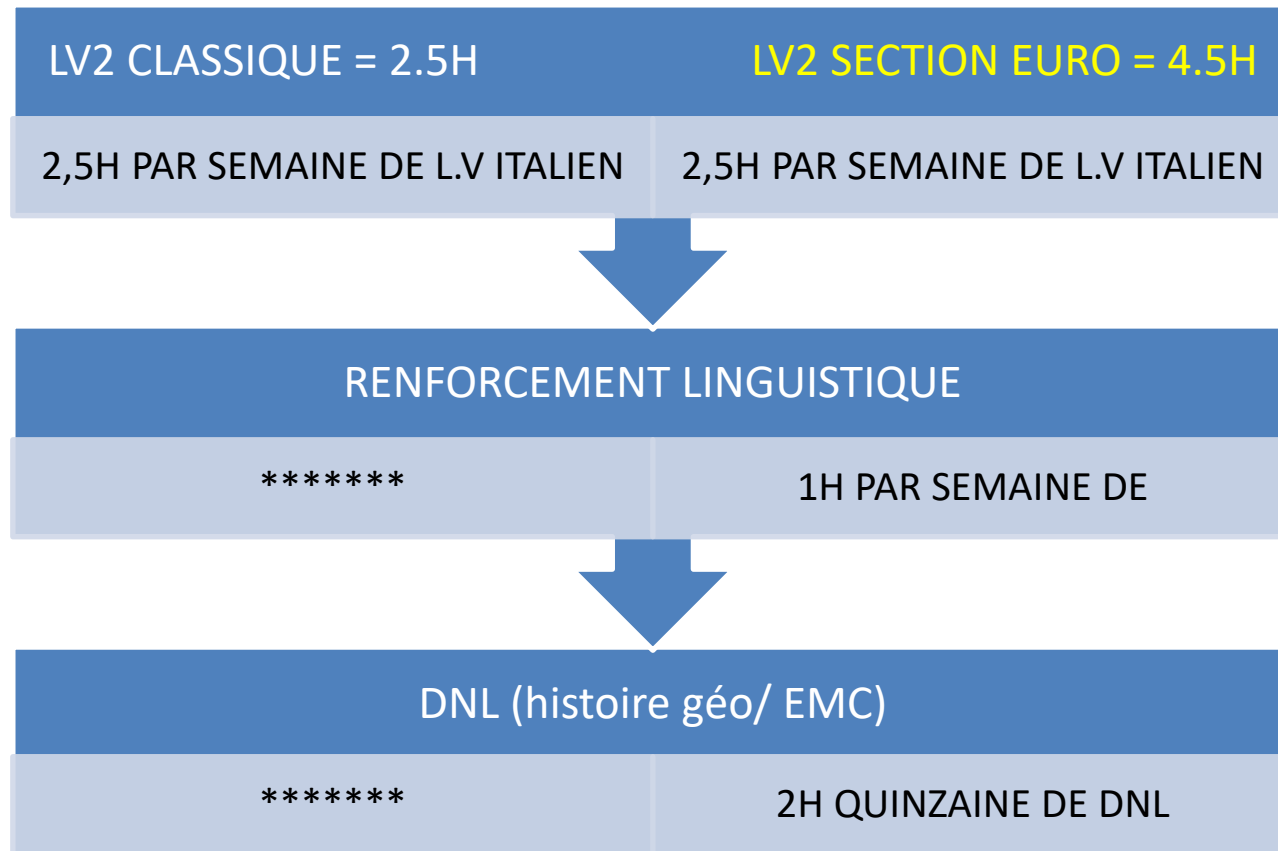 LV2 CLASSIQUE = 2.5H
LV2 SECTION EURO = 4.5H
2,5H PAR SEMAINE DE L.V ITALIEN
2,5H PAR SEMAINE DE L.V ITALIEN
RENFORCEMENT LINGUISTIQUE
*******
1H PAR SEMAINE DE
DNL (histoire géo/ EMC)
*******
2H QUINZAINE DE DNL